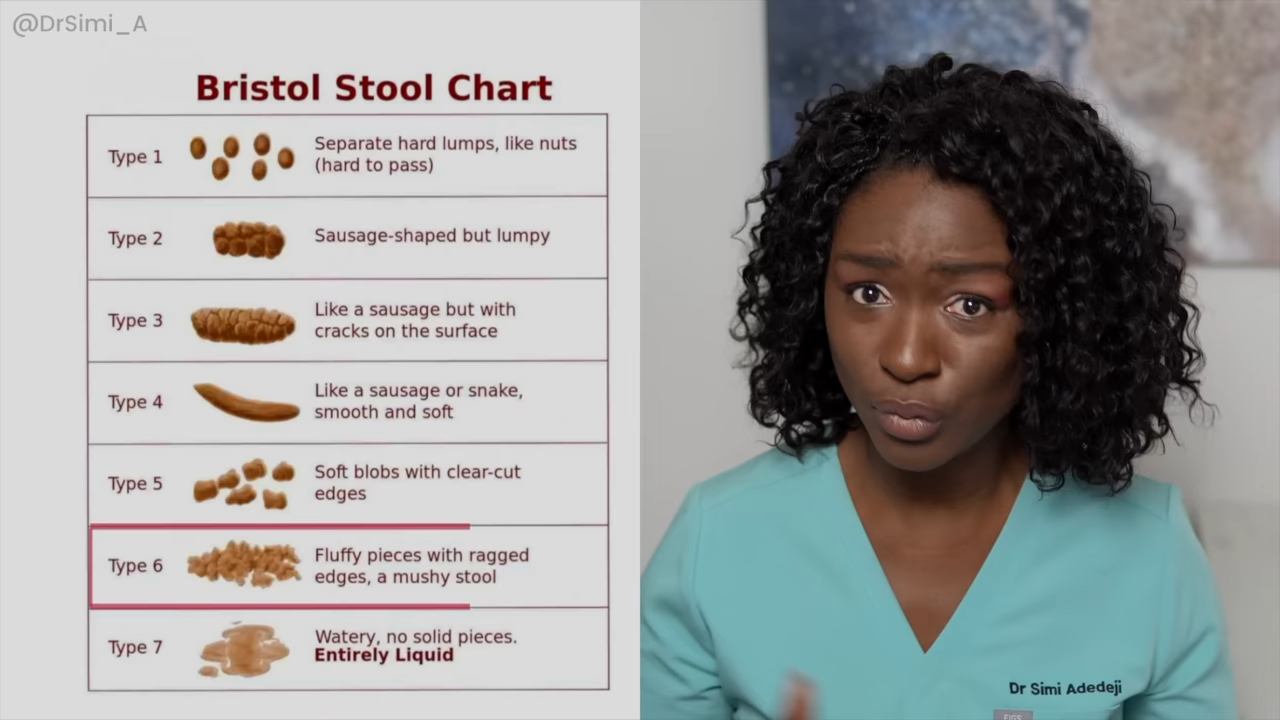 @DrSimi_A
Bristol Stool Chart
Type 1
Separate hard lumps, like nuts
(hard to pass)
Type 2
Sausage-shaped but lumpy
Type 3
Like a sausage but with
cracks on the surface
Type 4
Like a sausage or snake,
smooth and soft
Type 5
Soft blobs with clear-cut
edges
Type 6
Fluffy pieces with ragged
edges, a mushy stool
Type 7
Watery, no solid pieces.
Entirely Liquid
Dr Simi Adedeji
FIGS